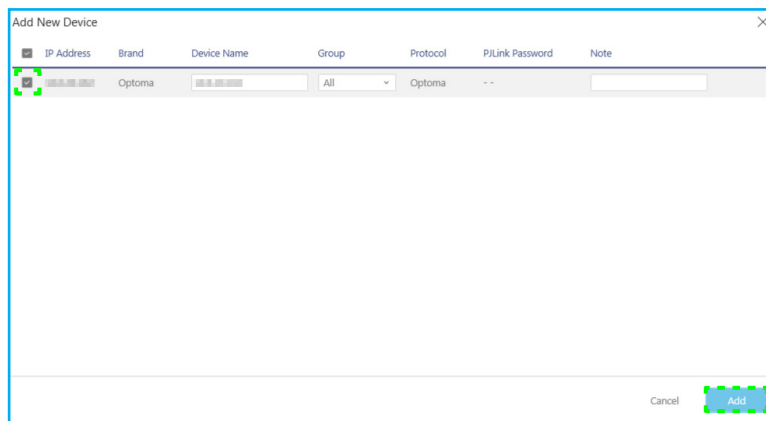 Add New Device
IP Address Brand Device Name Group Protocol PJLink Password Note
Optoma All Optoma - -
Cancel Add